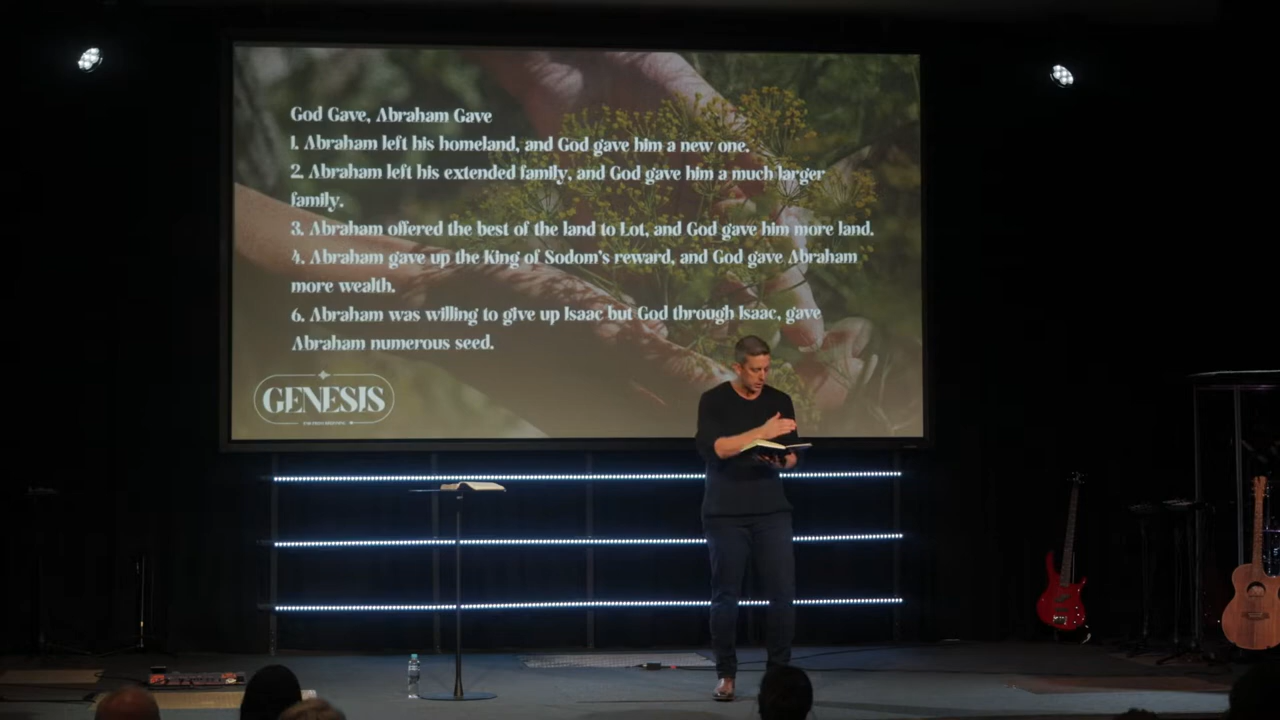 God Gave, Abraham Gave
1. Abraham left his homeland, and God gave him a new one.
2. Abraham left his extended family, and God gave him a much larger
family.
3. Abraham offered the best of the land to Lot, and God gave him more land.
4. Abraham gave up the King of Sodom's reward, and God gave Abraham
more wealth.
6. Abraham was willing to give up Isaac but God through Isaac, gave
Abraham numerous seed.
GENESIS